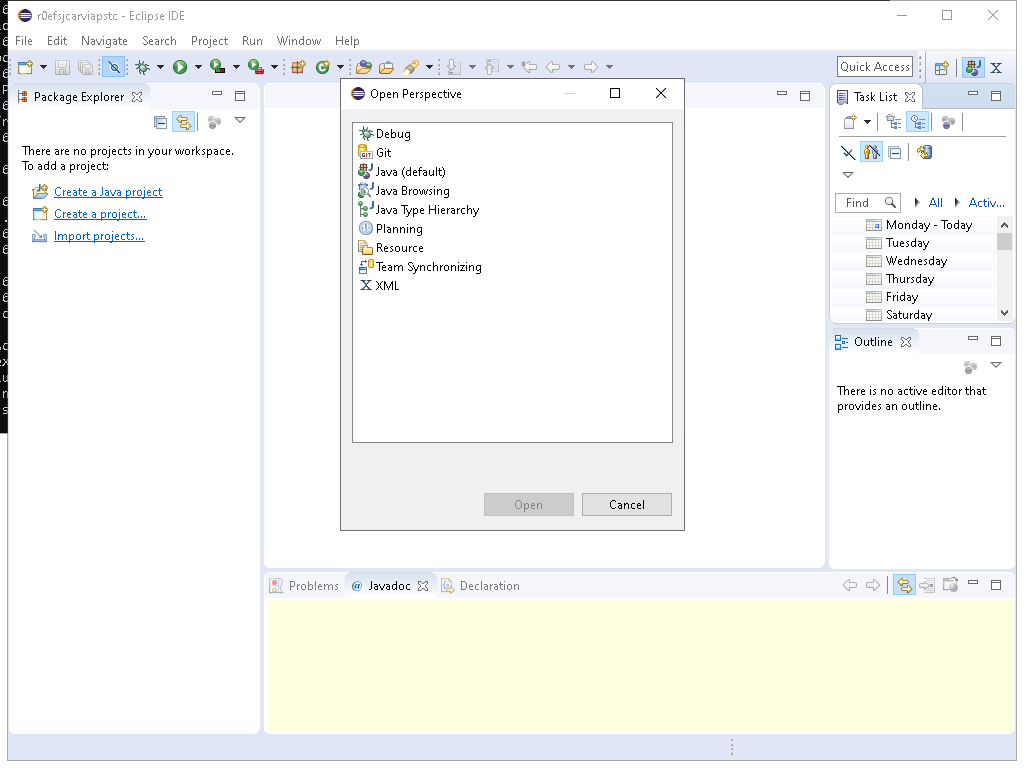 r0efsjcarviapstc - Eclipse IDE
File Edit Navigate Search Project Run Window Help
Quick Access
Package Explorer
There are no projects in your workspace.
To add a project:
Create a Java project
Create a project...
Import projects...
Open Perspective
Debug
Git
Java (default)
Java Browsing
Java Type Hierarchy
Planning
Resource
Team Synchronizing
XML
Open Cancel
Task List
Find All Activ...
Monday - Today
Tuesday
Wednesday
Thursday
Friday
Saturday
Outline
There is no active editor that
provides an outline.
Problems @ Javadoc Declaration